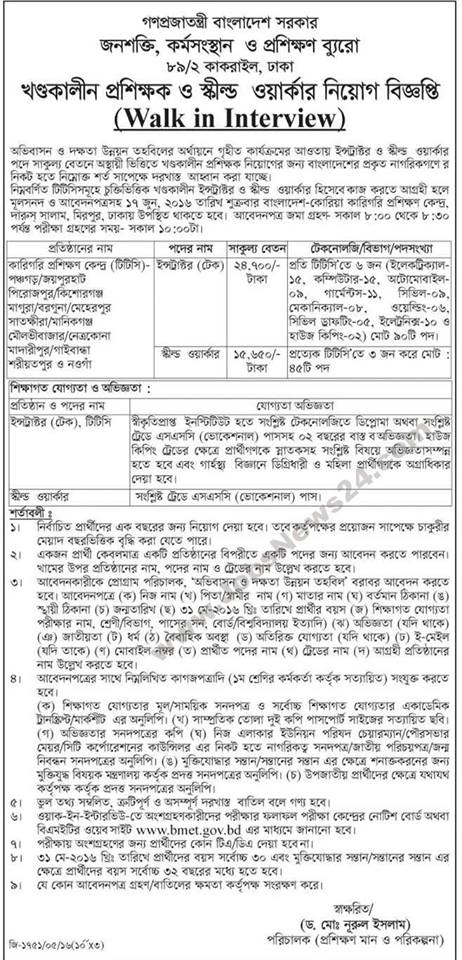 গণপ্রজাতন্ত্রী বাংলাদেশ সরকার
জনশক্তি, কর্মসংস্থান ও প্রশিক্ষণ ব্যুরো
৮৯/২ কাকরাইল, ঢাকা
খণ্ডকালীন প্রশিক্ষক ও স্কীল্ড ওয়ার্কার নিয়োগ বিজ্ঞপ্তি
(Walk in Interview)
অভিবাসন ও দক্ষতা উন্নয়ন তহবিলের অর্থায়নে গৃহীত কার্যক্রমের আওতায় ইন্সট্রাক্টর ও স্কীল্ড ওয়ার্কার
পদে সাকুল্য বেতনে অস্থায়ী ভিত্তিতে খণ্ডকালীন প্রশিক্ষক নিয়োগের জন্য বাংলাদেশের প্রকৃত নাগরিকগণের
নিকট হতে নিম্নোক্ত শর্ত সাপেক্ষে দরখাস্ত আহ্বান করা যাচ্ছে।
নিম্নবর্ণিত টিটিসিসমূহে চুক্তিভিত্তিক খণ্ডকালীন ইন্সট্রাক্টর ও স্কীল্ড ওয়ার্কার হিসেবে কাজ করতে আগ্রহী হলে
মূলসনদ ও আবেদনপত্রসহ ১৭ জুন, ২০১৬ তারিখ শুক্রবার বাংলাদেশ-কোরিয়া কারিগরি প্রশিক্ষণ কেন্দ্র,
দারুস সালাম, মিরপুর, ঢাকায় উপস্থিত থাকতে হবে। আবেদনপত্র জমা গ্রহণ- সকাল ৮:০০ থেকে ৮:৩০
পর্যন্ত পরীক্ষা গ্রহণের সময়- সকাল ১০:০০টা।
প্রতিষ্ঠানের নাম পদের নাম সাকুল্য বেতন টেকনোলজি/বিভাগ/পদসংখ্যা
কারিগরি প্রশিক্ষণ কেন্দ্র (টিটিসি)- ইন্সট্রাক্টর (টেক) ২৪,৭০০/- প্রতি টিটিসি'তে ৬ জন (ইলেকট্রিক্যাল-
পঞ্চগড়/জয়পুরহাট টাকা ১৫, কম্পিউটার-১৫, অটোমোবাইল-
পিরোজপুর/কিশোরগঞ্জ ০৯, গার্মেন্টস-১১, সিভিল-০৯,
মাগুরা/বরগুনা/মেহেরপুর মেকানিক্যাল-০৮, ওয়েল্ডিং-০৬,
সাতক্ষীরা/মানিকগঞ্জ সিভিল ড্রাফটিং-০৫, ইলেট্রনিক্স-১০ ও
মৌলভীবাজার/নেত্রকোনা হাউজ কিপিং-০২) মোট ৯০টি পদ।
মাদারীপুর/গাইবান্ধা স্কীল্ড ওয়ার্কার ১৫,৬৫০/- প্রত্যেক টিটিসি'তে ৩ জন করে মোট :
শরীয়তপুর ও নওগাঁ টাকা ৪৫টি পদ
শিক্ষাগত যোগ্যতা ও অভিজ্ঞতা :
প্রতিষ্ঠান ও পদের নাম যোগ্যতা অভিজ্ঞতা
ইন্সট্রাক্টর (টেক), টিটিসি স্বীকৃতিপ্রাপ্ত ইনস্টিটিউট হতে সংশ্লিষ্ট টেকনোলজিতে ডিপ্লোমা অথবা সংশ্লিষ্ট
ট্রেডে এসএসসি (ভোকেশনাল) পাসসহ ০২ বছরের বাস্তব অভিজ্ঞতা। হাউজ
কিপিং ট্রেডের ক্ষেত্রে প্রার্থীগণকে স্নাতকসহ সংশ্লিষ্ট বিষয়ে অভিজ্ঞতাসম্পন্ন
হতে হবে এবং গার্হস্থ্য বিজ্ঞানে ডিগ্রিধারী ও মহিলা প্রার্থীগণকে অগ্রাধিকার
দেয়া হবে।
স্কীল্ড ওয়ার্কার সংশ্লিষ্ট ট্রেডে এসএসসি (ভোকেশনাল) পাস।
শর্তাবলী :
১। নির্বাচিত প্রার্থীদের এক বছরের জন্য নিয়োগ দেয়া হবে। তবে কর্তৃপক্ষের প্রয়োজন সাপেক্ষে চাকুরীর
মেয়াদ বছরভিত্তিক বৃদ্ধি করা যেতে পারে।
২। একজন প্রার্থী কেবলমাত্র একটি প্রতিষ্ঠানের বিপরীতে একটি পদের জন্য আবেদন করতে পারবেন।
খামের উপর প্রতিষ্ঠানের নাম, পদের নাম ও ট্রেডের নাম উল্লেখ করতে হবে।
৩। আবেদনকারীকে প্রোগ্রাম পরিচালক, 'অভিবাসন ও দক্ষতা উন্নয়ন তহবিল' বরাবর আবেদন করতে
হবে। আবেদনপত্রে (ক) নিজ নাম (খ) পিতা/স্বামীর নাম (গ) মাতার নাম (ঘ) বর্তমান ঠিকানা (ঙ)
স্থায়ী ঠিকানা (চ) জন্মতারিখ (ছ) ৩১ মে-২০১৬ খ্রিঃ তারিখে প্রার্থীর বয়স (জ) শিক্ষাগত যোগ্যতা
পরীক্ষার নাম, শ্রেণী/বিভাগ, পাসের সন, বোর্ড/বিশ্ববিদ্যালয় ইত্যাদি) (ঝ) অভিজ্ঞতা (যদি থাকে)
(ঞ) জাতীয়তা (ট) ধর্ম (ঠ) বৈবাহিক অবস্থা (ড) অতিরিক্ত যোগ্যতা (যদি থাকে) (ঢ) ই-মেইল
(যদি থাকে) (ণ) মোবাইল নম্বর (ত) প্রার্থীত পদের নাম (থ) ট্রেডের নাম (দ) আগ্রহী প্রতিষ্ঠানের
নাম উল্লেখ করতে হবে।
৪। আবেদনপত্রের সাথে নিম্নলিখিত কাগজপত্রাদি (১ম শ্রেণির কর্মকর্তা কর্তৃক সত্যায়িত) সংযুক্ত করতে
হবে।
(ক) শিক্ষাগত যোগ্যতার মূল/সাময়িক সনদপত্র ও সর্বোচ্চ শিক্ষাগত যোগ্যতার একাডেমিক
ট্রান্সক্রিপ্ট/মার্কশীট এর অনুলিপি। (খ) সাম্প্রতিক তোলা দুই কপি পাসপোর্ট সাইজের সত্যায়িত ছবি।
(গ) অভিজ্ঞতার সনদপত্রের কপি (ঘ) নিজ এলাকার ইউনিয়ন পরিষদ চেয়ারম্যান/পৌরসভার
মেয়র/সিটি কর্পোরেশনের কাউন্সিলর এর নিকট হতে নাগরিকত্ব সনদপত্র/জাতীয় পরিচয়পত্র/জন্ম
নিবন্ধন সনদপত্রের অনুলিপি। (ঙ) মুক্তিযোদ্ধার সন্তান/সন্তানের সন্তান এর ক্ষেত্রে শনাক্তকরনের জন্য
মুক্তিযুদ্ধ বিষয়ক মন্ত্রণালয় কর্তৃক প্রদত্ত সনদপত্রের অনুলিপি। (চ) উপজাতীয় প্রার্থীদের ক্ষেত্রে যথাযথ
কর্তৃপক্ষ কর্তৃক প্রদত্ত সনদপত্রের অনুলিপি।
৫। ভুল তথ্য সম্বলিত, ত্রুটিপূর্ণ ও অসম্পূর্ণ দরখাস্ত বাতিল বলে গণ্য হবে।
৬। ওয়াক-ইন-ইন্টারভিউ-তে অংশগ্রহণকারীদের পরীক্ষার ফলাফল পরীক্ষা কেন্দ্রের নোটিশ বোর্ড অথবা
বিএমইটির ওয়েব সাইট www.bmet.gov.bd এর মাধ্যমে জানানো হবে।
৭। পরীক্ষায় অংশগ্রহণের জন্য প্রার্থীদের কোন টিএ/ডিএ দেয়া হবে না।
৮। ৩১ মে-২০১৬ খ্রিঃ তারিখে প্রার্থীদের বয়স সর্বোচ্চ ৩০ এবং মুক্তিযোদ্ধার সন্তান/সন্তানের সন্তান এর
ক্ষেত্রে প্রার্থীদের বয়স সর্বোচ্চ ৩২ বছরের মধ্যে হতে হবে।
৯। যে কোন আবেদনপত্র গ্রহণ/বাতিলের ক্ষমতা কর্তৃপক্ষ সংরক্ষণ করে।
স্বাক্ষরিত/
(ড. মোঃ নূরুল ইসলাম)
পরিচালক (প্রশিক্ষণ মান ও পরিকল্পনা)
জি-১৭৫১/০৫/১৬(১০˝x৩)